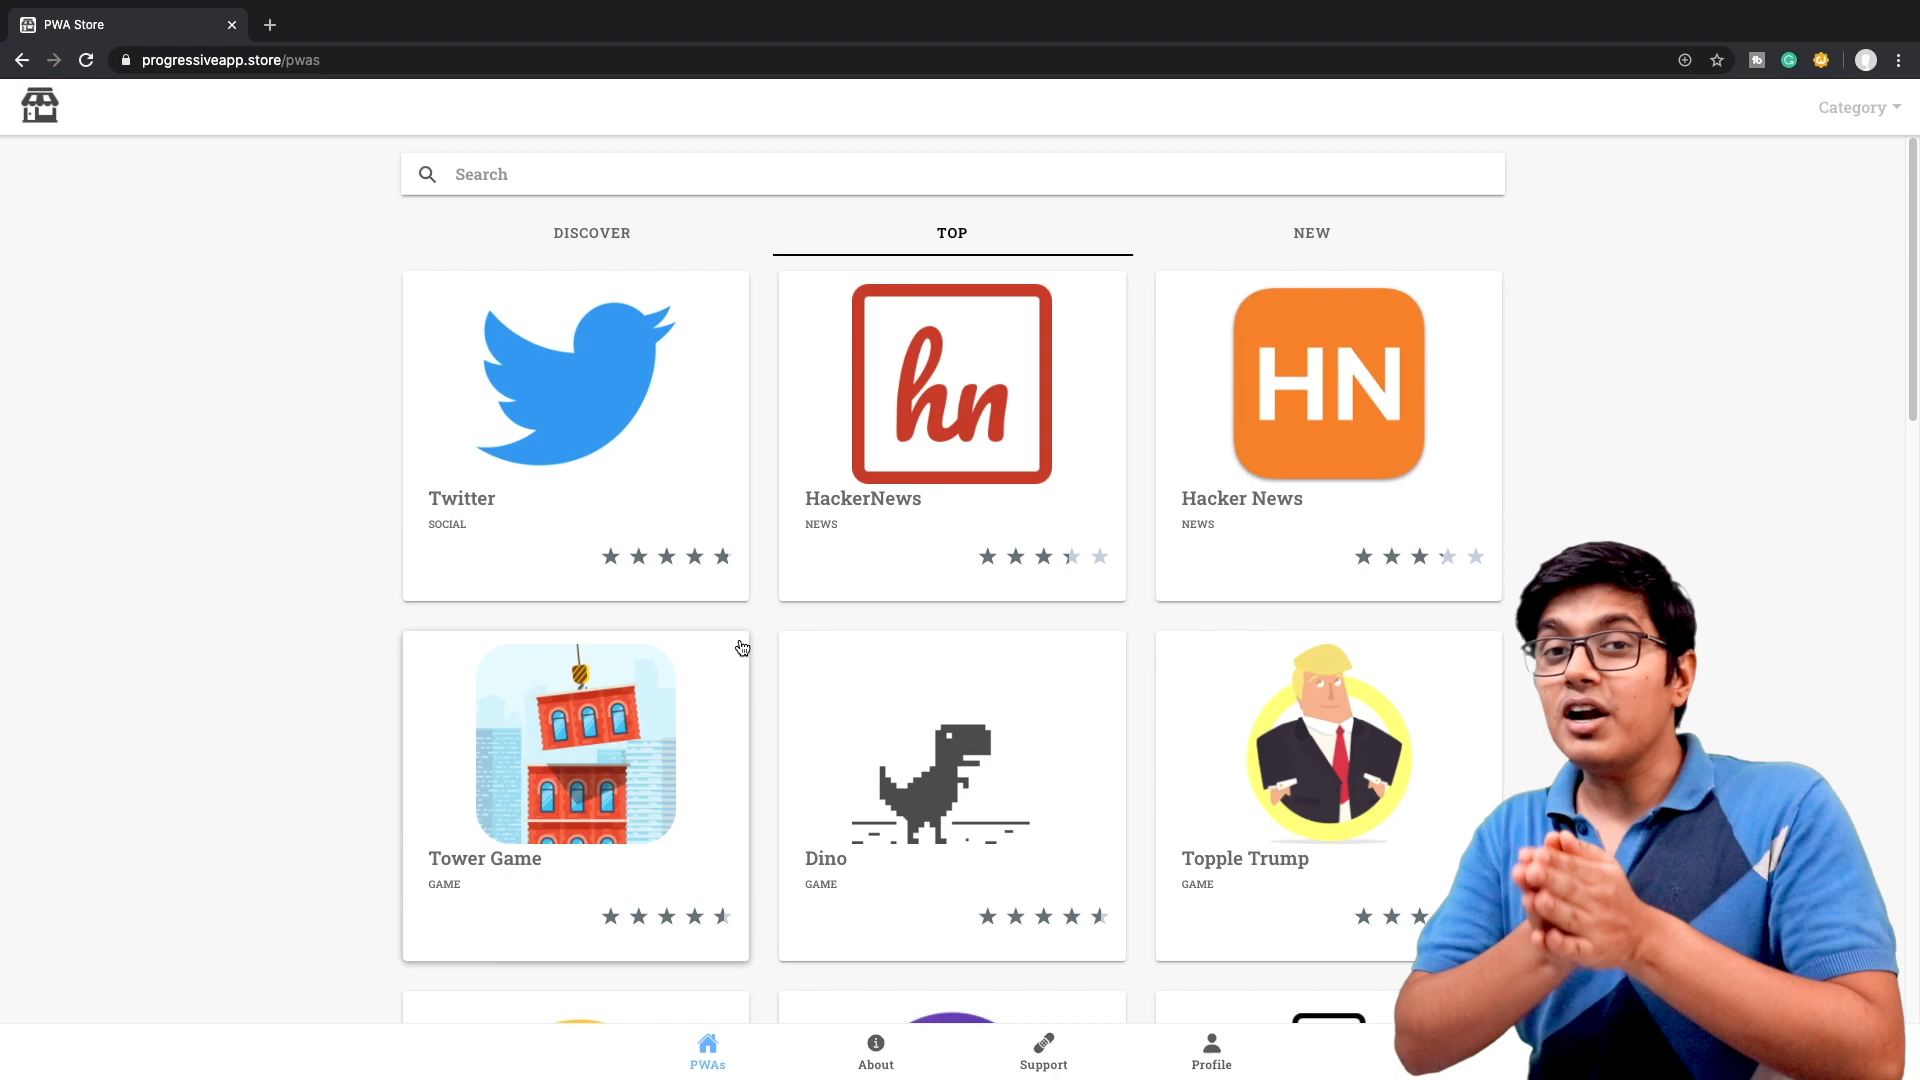 PWA Store
progressiveapp.store/pwas
tb
G
Category
Search
DISCOVER
TOP
NEW
hn
HN
Twitter
SOCIAL
HackerNews
NEWS
Hacker News
NEWS
Tower Game
GAME
Dino
GAME
Topple Trump
GAME
PWAs
About
Support
Profile